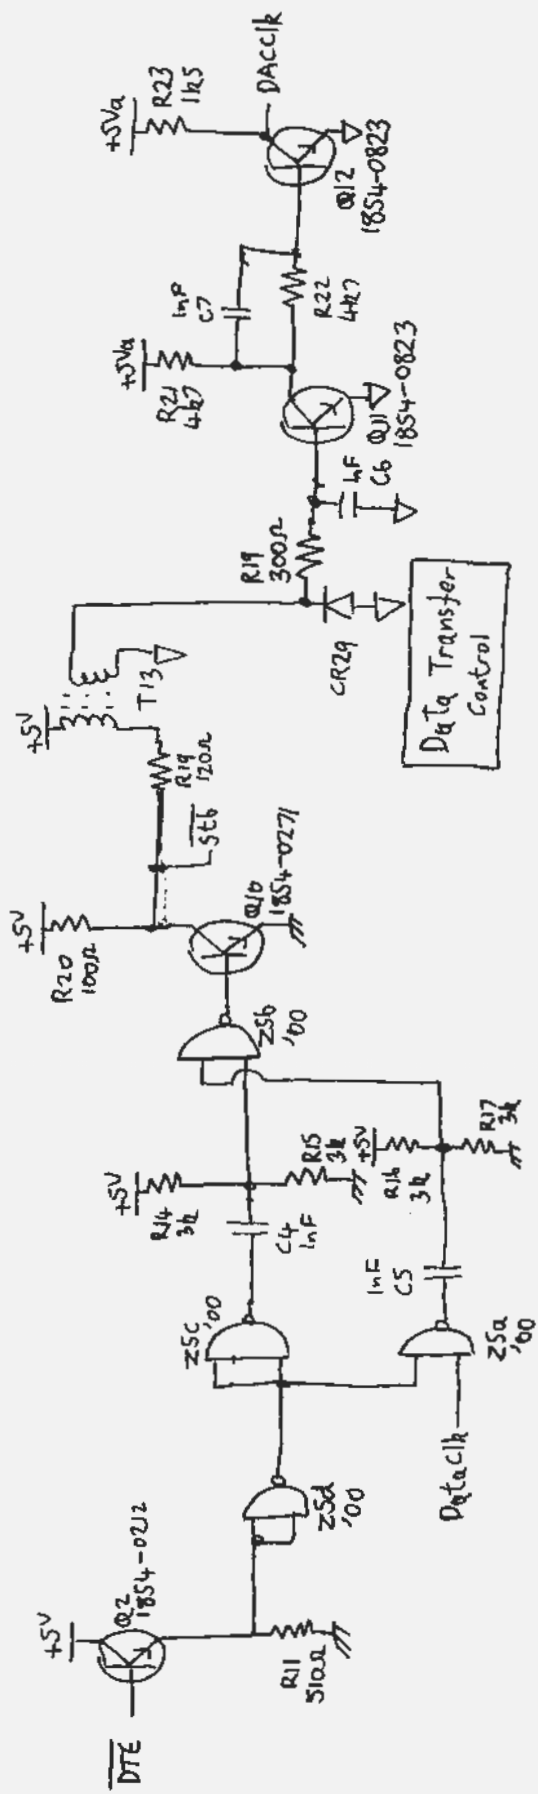 DTE
+5V
Q2
1854-0212
R11
510Ω
Z5d
'00
Z5c
'00
DataClk
Z5a
'00
+5V
R14
3k
C4
1nF
R15
3k
1nF
C5
+5V
R16
3k
R17
3k
Z5b
'00
+5V
R20
100Ω
Q10
1854-0271
Stb
R19
120Ω
+5V
T13
CR29
R19
300Ω
1nF
C6
Q11
1854-0823
+5Va
R21
4k7
1nF
C7
R22
4k7
+5Va
R23
1k5
DACClk
Q12
1854-0823
Data Transfer
Control